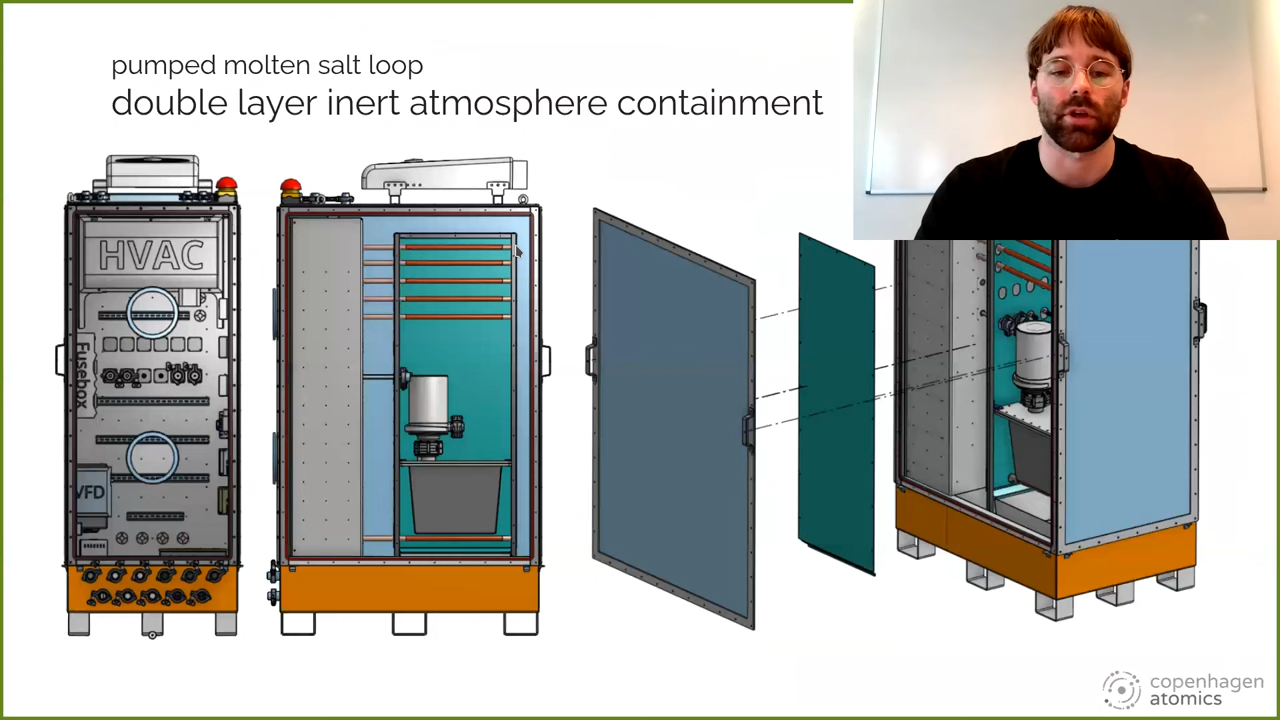 pumped molten salt loop
double layer inert atmosphere containment
HVAC
Fusebox
VFD
copenhagen
atomics